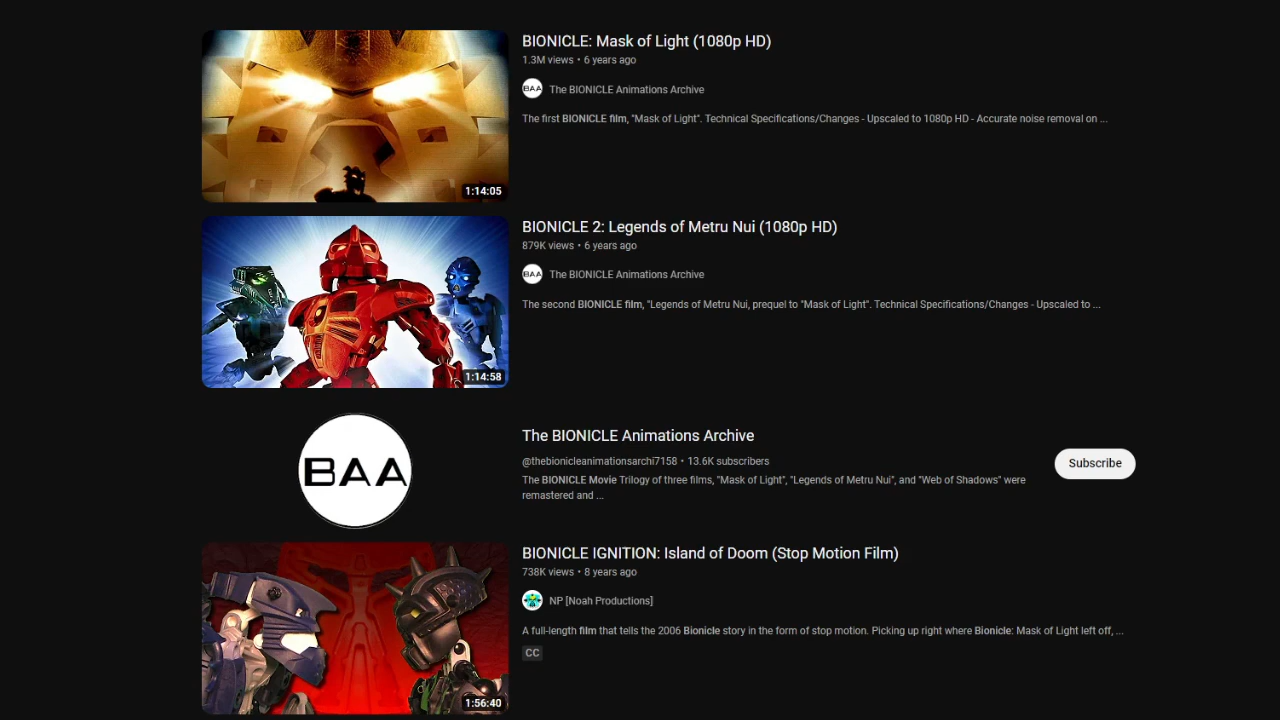 BIONICLE: Mask of Light (1080p HD)
1.3M views • 6 years ago
BAA The BIONICLE Animations Archive
The first BIONICLE film, "Mask of Light". Technical Specifications/Changes - Upscaled to 1080p HD - Accurate noise removal on ...
1:14:05
BIONICLE 2: Legends of Metru Nui (1080p HD)
879K views • 6 years ago
BAA The BIONICLE Animations Archive
The second BIONICLE film, "Legends of Metru Nui, prequel to "Mask of Light". Technical Specifications/Changes - Upscaled to ...
1:14:58
BAA
The BIONICLE Animations Archive
@thebionicleanimationsarchi7158 • 13.6K subscribers
The BIONICLE Movie Trilogy of three films, "Mask of Light", "Legends of Metru Nui", and "Web of Shadows" were
remastered and ...
Subscribe
BIONICLE IGNITION: Island of Doom (Stop Motion Film)
738K views • 8 years ago
NP [Noah Productions]
A full-length film that tells the 2006 Bionicle story in the form of stop motion. Picking up right where Bionicle: Mask of Light left off, ...
CC
1:56:40